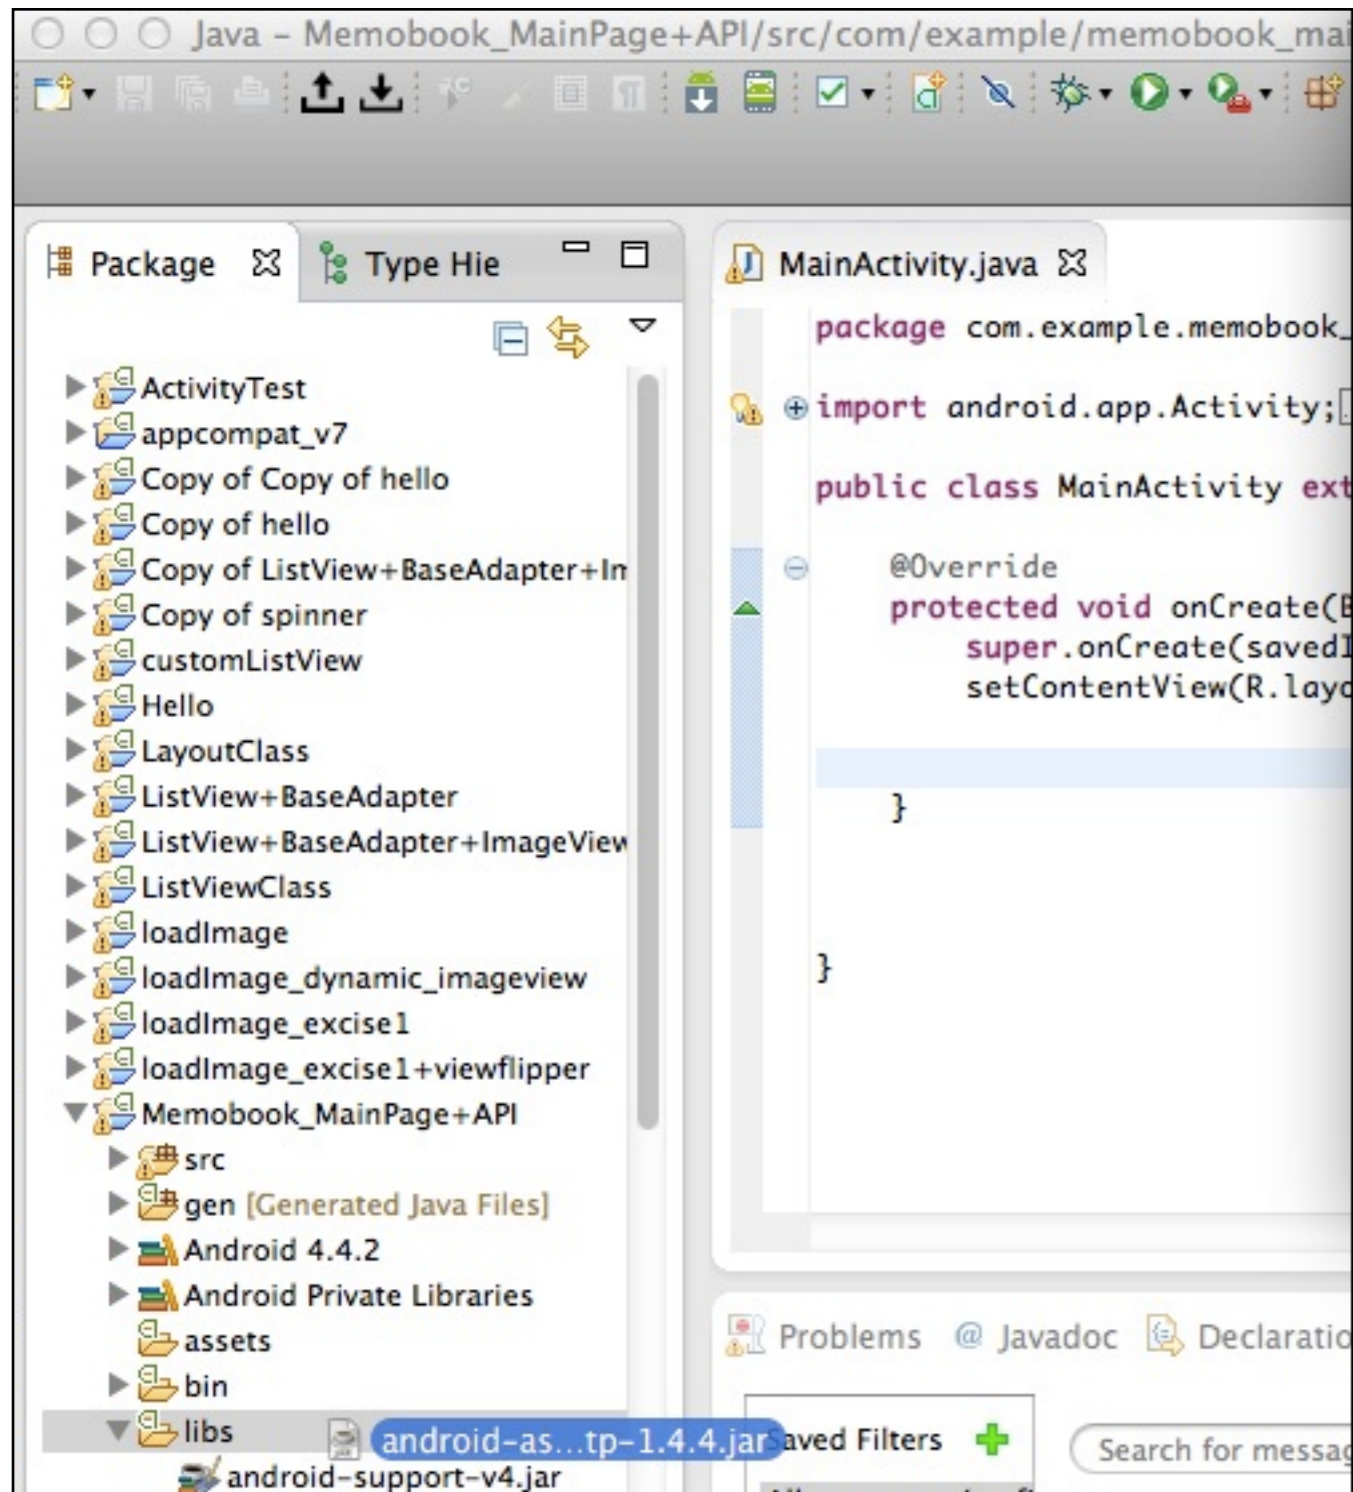 Java – Memobook_MainPage+API/src/com/example/memobook_mai
Package
Type Hie
ActivityTest
appcompat_v7
Copy of Copy of hello
Copy of hello
Copy of ListView+BaseAdapter+Im
Copy of spinner
customListView
Hello
LayoutClass
ListView+BaseAdapter
ListView+BaseAdapter+ImageView
ListViewClass
loadImage
loadImage_dynamic_imageview
loadImage_excise1
loadImage_excise1+viewflipper
Memobook_MainPage+API
src
gen [Generated Java Files]
Android 4.4.2
Android Private Libraries
assets
bin
libs
android-as...tp-1.4.4.jar
android-support-v4.jar
MainActivity.java
package com.example.memobook_
import android.app.Activity;
public class MainActivity ext
@Override
protected void onCreate(B
super.onCreate(savedI
setContentView(R.layo
}
}
Problems @ Javadoc Declaratio
Saved Filters
Search for messag